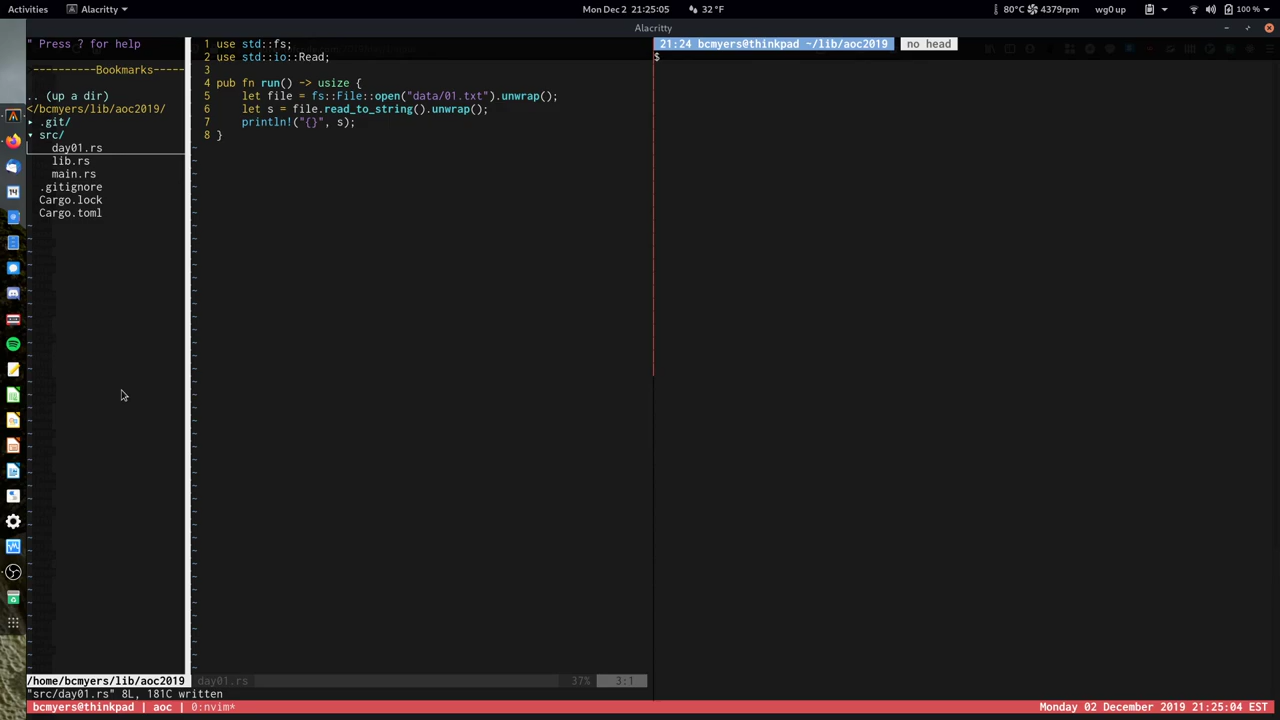 Activities
Alacritty
Mon Dec 2 21:25:05
32 °F
80°C
4379rpm
wg0 up
100 %
Alacritty
" Press ? for help
----------Bookmarks-----
.. (up a dir)
</bcmyers/lib/aoc2019/
▸ .git/
▾ src/
day01.rs
lib.rs
main.rs
.gitignore
Cargo.lock
Cargo.toml
1 use std::fs;
2 use std::io::Read;
3
4 pub fn run() -> usize {
5 let file = fs::File::open("data/01.txt").unwrap();
6 let s = file.read_to_string().unwrap();
7 println!("{}", s);
8 }
21:24 bcmyers@thinkpad ~/lib/aoc2019 no head
$
/home/bcmyers/lib/aoc2019
day01.rs
37%
3:1
"src/day01.rs" 8L, 181C written
bcmyers@thinkpad | aoc | 0:nvim*
Monday 02 December 2019 21:25:04 EST